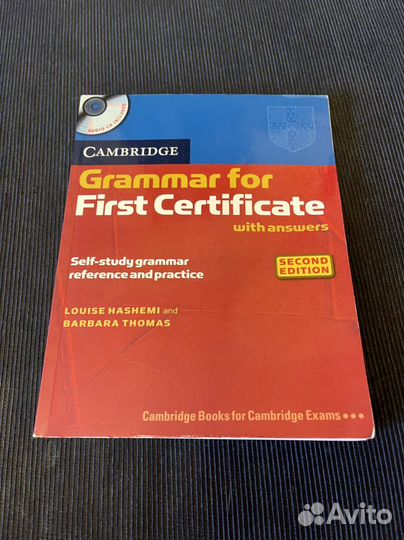 AUDIO CD INCLUDED
CAMBRIDGE
Grammar for
First Certificate
with answers
Self-study grammar
reference and practice
SECOND
EDITION
LOUISE HASHEMI and
BARBARA THOMAS
Cambridge Books for Cambridge Exams •••
Avito